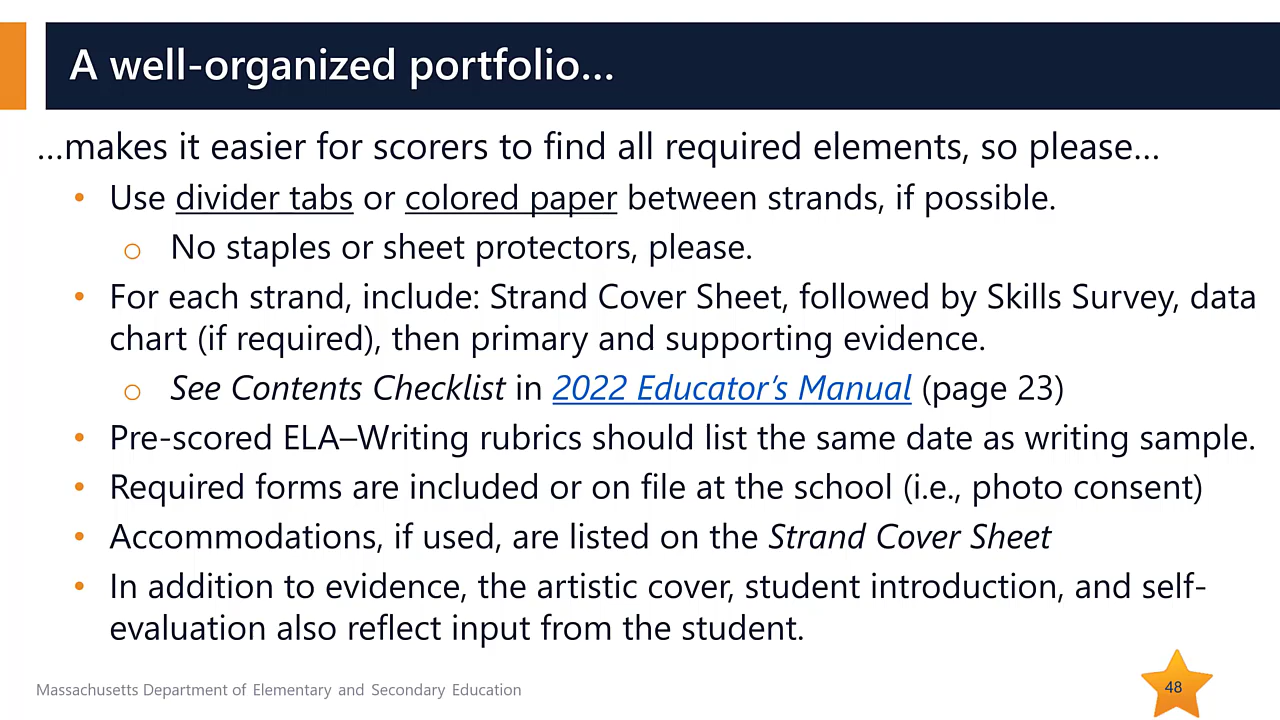 A well-organized portfolio…
…makes it easier for scorers to find all required elements, so please…
• Use divider tabs or colored paper between strands, if possible.
o No staples or sheet protectors, please.
• For each strand, include: Strand Cover Sheet, followed by Skills Survey, data
chart (if required), then primary and supporting evidence.
o See Contents Checklist in 2022 Educator’s Manual (page 23)
• Pre-scored ELA–Writing rubrics should list the same date as writing sample.
• Required forms are included or on file at the school (i.e., photo consent)
• Accommodations, if used, are listed on the Strand Cover Sheet
• In addition to evidence, the artistic cover, student introduction, and self-
evaluation also reflect input from the student.
Massachusetts Department of Elementary and Secondary Education
48